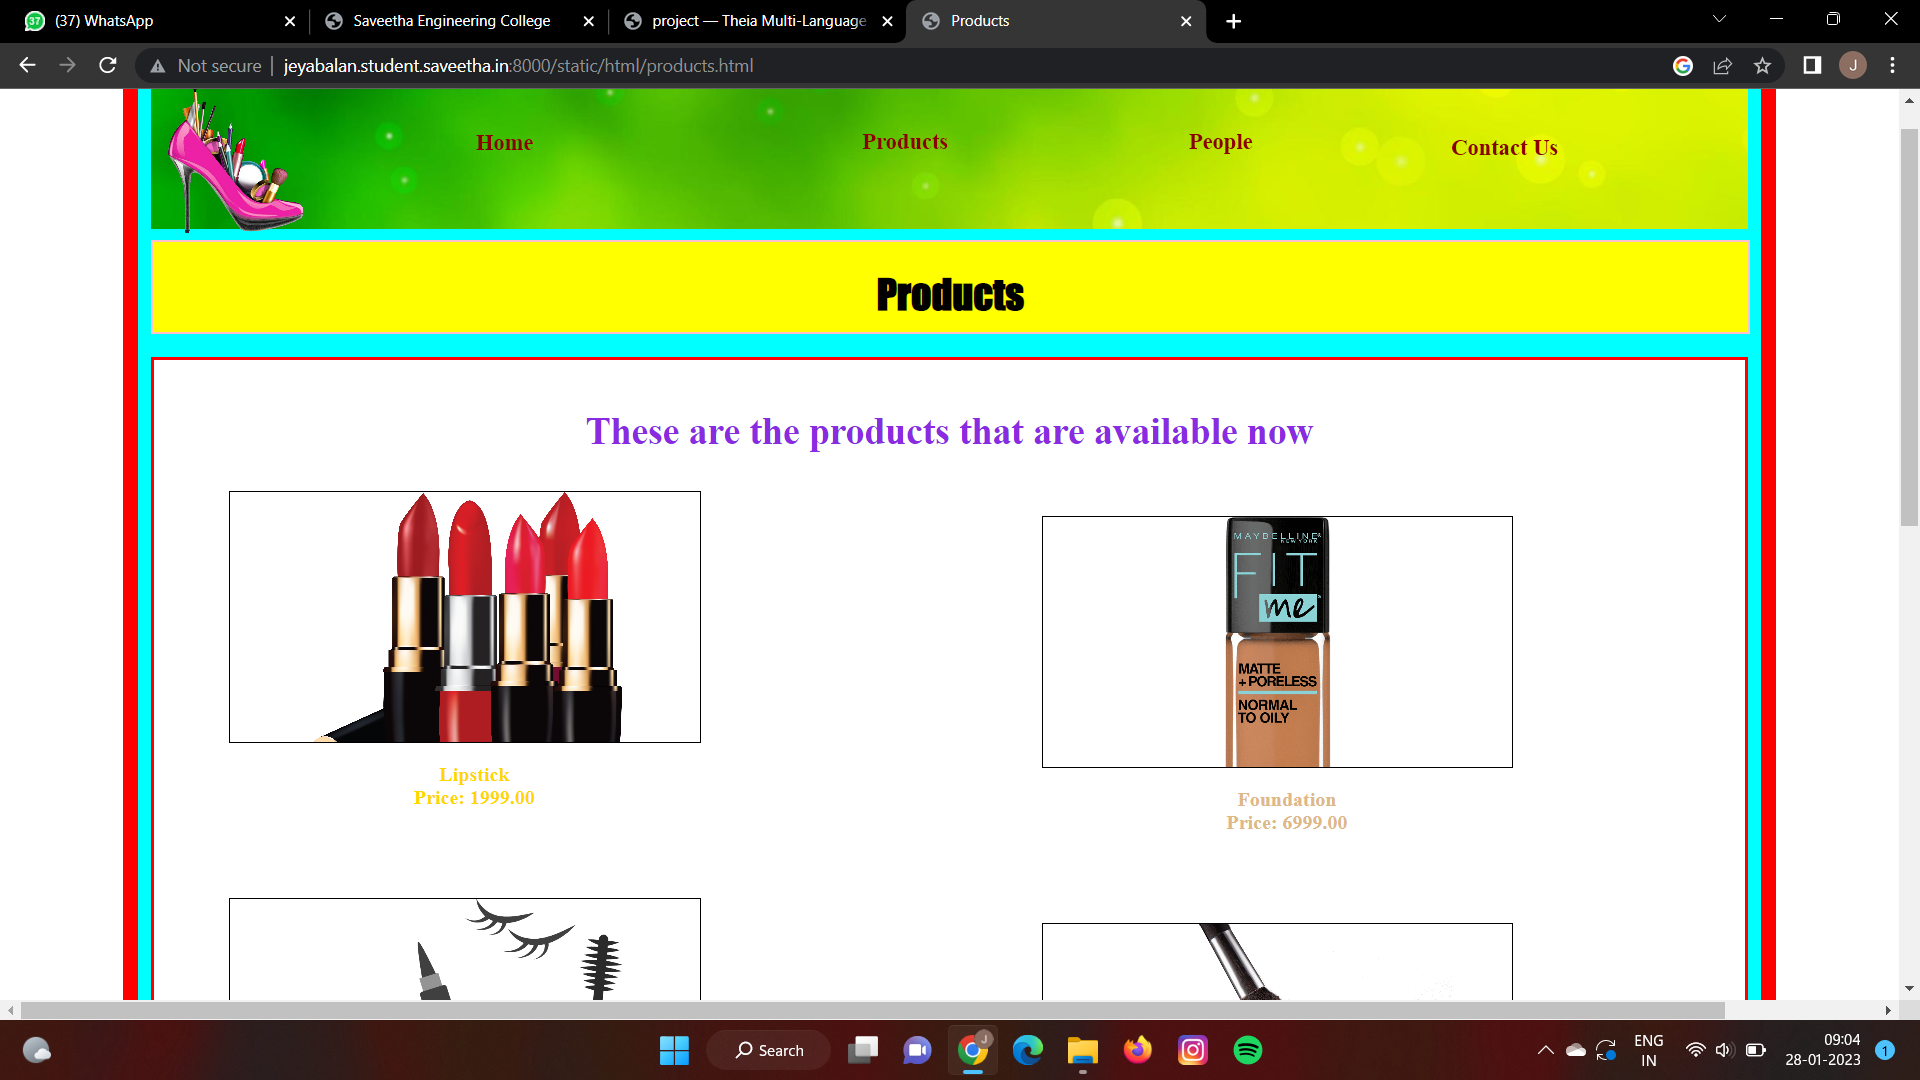 37
(37) WhatsApp
Saveetha Engineering College
project — Theia Multi-Language
Products
Not secure
jeyabalan.student.saveetha.in:8000/static/html/products.html
J
Home
Products
People
Contact Us
Products
These are the products that are available now
MAYBELLINE
NEW YORK
FIT
me
MATTE
+ PORELESS
NORMAL
TO OILY
Lipstick
Price: 1999.00
Foundation
Price: 6999.00
Search
J
ENG
IN
09:04
28-01-2023
1